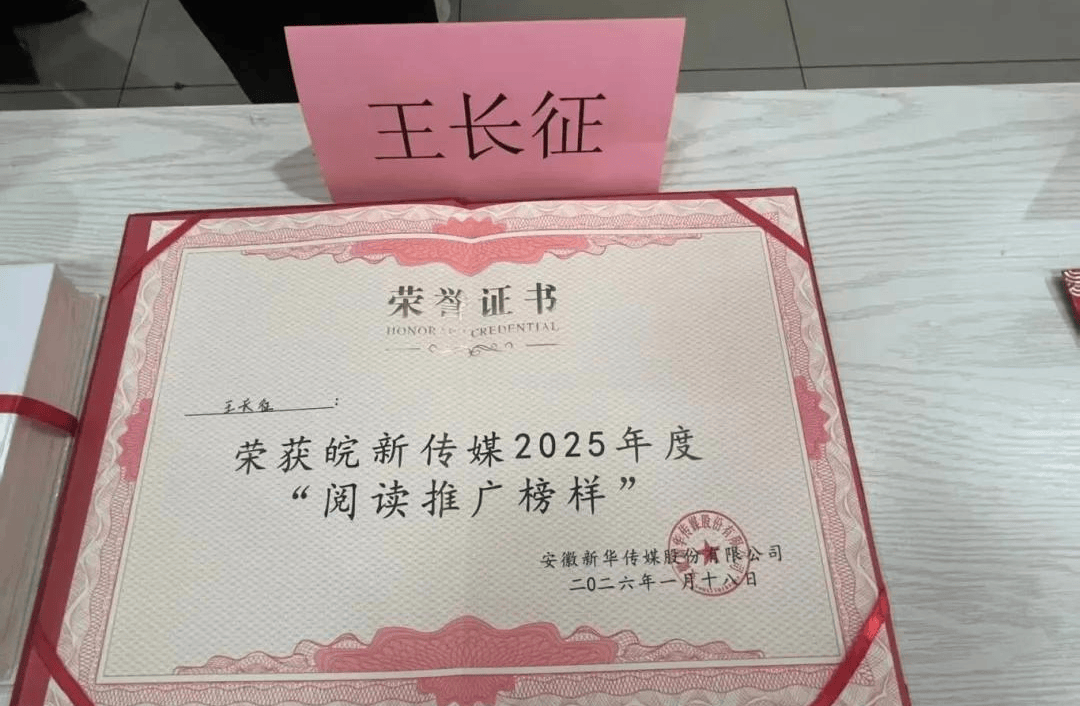 王长征
荣誉证书
HONORARY CREDENTIAL
王长征：
荣获皖新传媒2025年度
“阅读推广榜样”
安徽新华传媒股份有限公司
二〇二六年一月十八日